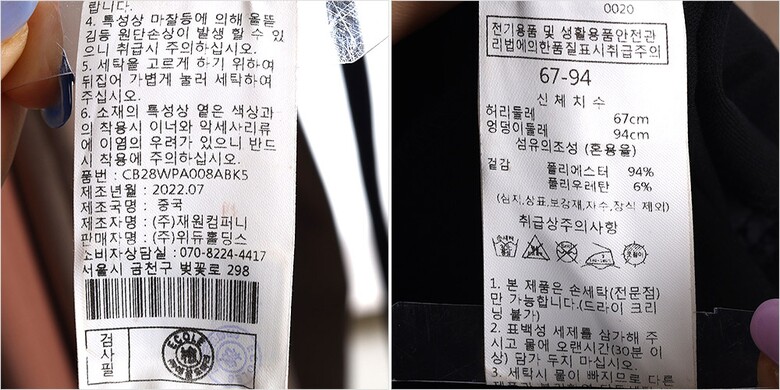 랍니다.
4. 특성상 마찰등에 의해 올뜯
김등 원단손상이 발생 할 수 있
으니 취급시 주의하십시오.
5. 세탁을 고르게 하기 위하여
뒤집어 가볍게 눌러 세탁하여
주십시오.
6. 소재의 특성상 옅은 색상과
의 착용시 이너와 악세사리류
에 이염의 우려가 있으니 반드
시 착용에 주의하십시오.
품번 : CB28WPA008ABK5
제조년월 : 2022.07
제조국명 : 중국
제조자명 : (주)재원컴퍼니
판매자명 : (주)위듀홀딩스
소비자상담실 : 070-8224-4417
서울시 금천구 벚꽃로 298
검사필
ECOLE
0020
전기용품 및 생활용품안전관
리법에의한품질표시취급주의
67-94
신체치수
허리둘레 67cm
엉덩이둘레 94cm
섬유의조성 (혼용율)
겉감 폴리에스터 94%
폴리우레탄 6%
(심지,상표,보강재,자수,장식 제외)
취급상주의사항
1. 본 제품은 손세탁(전문점)
만 가능합니다.(드라이 크리
닝 불가)
2. 표백성 세제를 삼가해 주
시고 물에 오랜시간(30분 이
상) 담가 두지 마십시오.
3. 세탁시 물이 빠지므로 다른